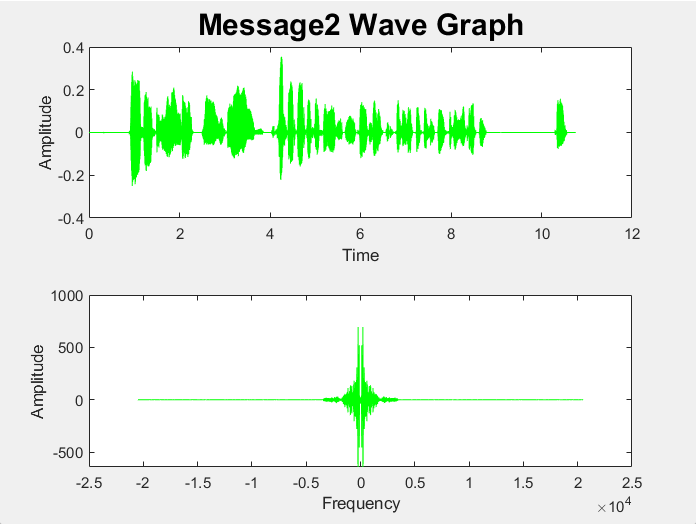 Message2 Wave Graph
0.4
0.2
0
-0.2
-0.4
Amplitude
0 2 4 6 8 10 12
Time
1000
500
0
-500
Amplitude
-2.5 -2 -1.5 -1 -0.5 0 0.5 1 1.5 2 2.5
Frequency
×10⁴